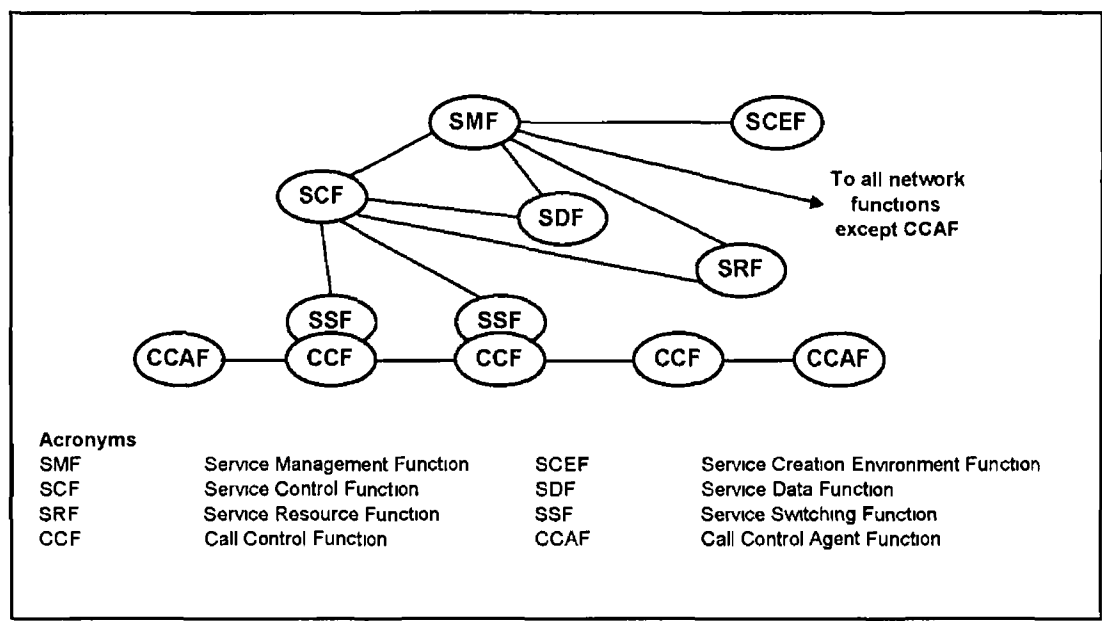 SMF
SCEF
To all network
functions
except CCAF
SCF
SDF
SRF
SSF
SSF
CCAF
CCF
CCF
CCF
CCAF
Acronyms
SMF Service Management Function SCEF Service Creation Environment Function
SCF Service Control Function SDF Service Data Function
SRF Service Resource Function SSF Service Switching Function
CCF Call Control Function CCAF Call Control Agent Function